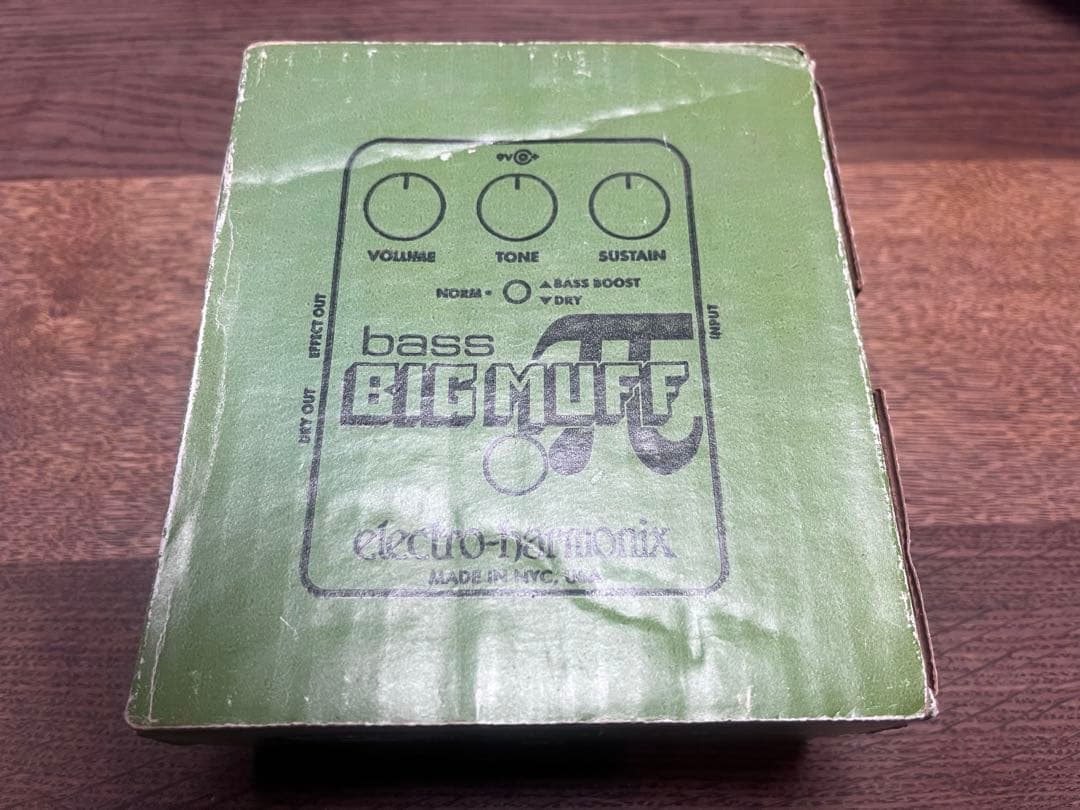 9V
VOLUME TONE SUSTAIN
NORM • ▲BASS BOOST
▼DRY
EFFECT OUT
DRY OUT
INPUT
bass
BIG MUFF
π
electro-harmonix
MADE IN NYC, USA